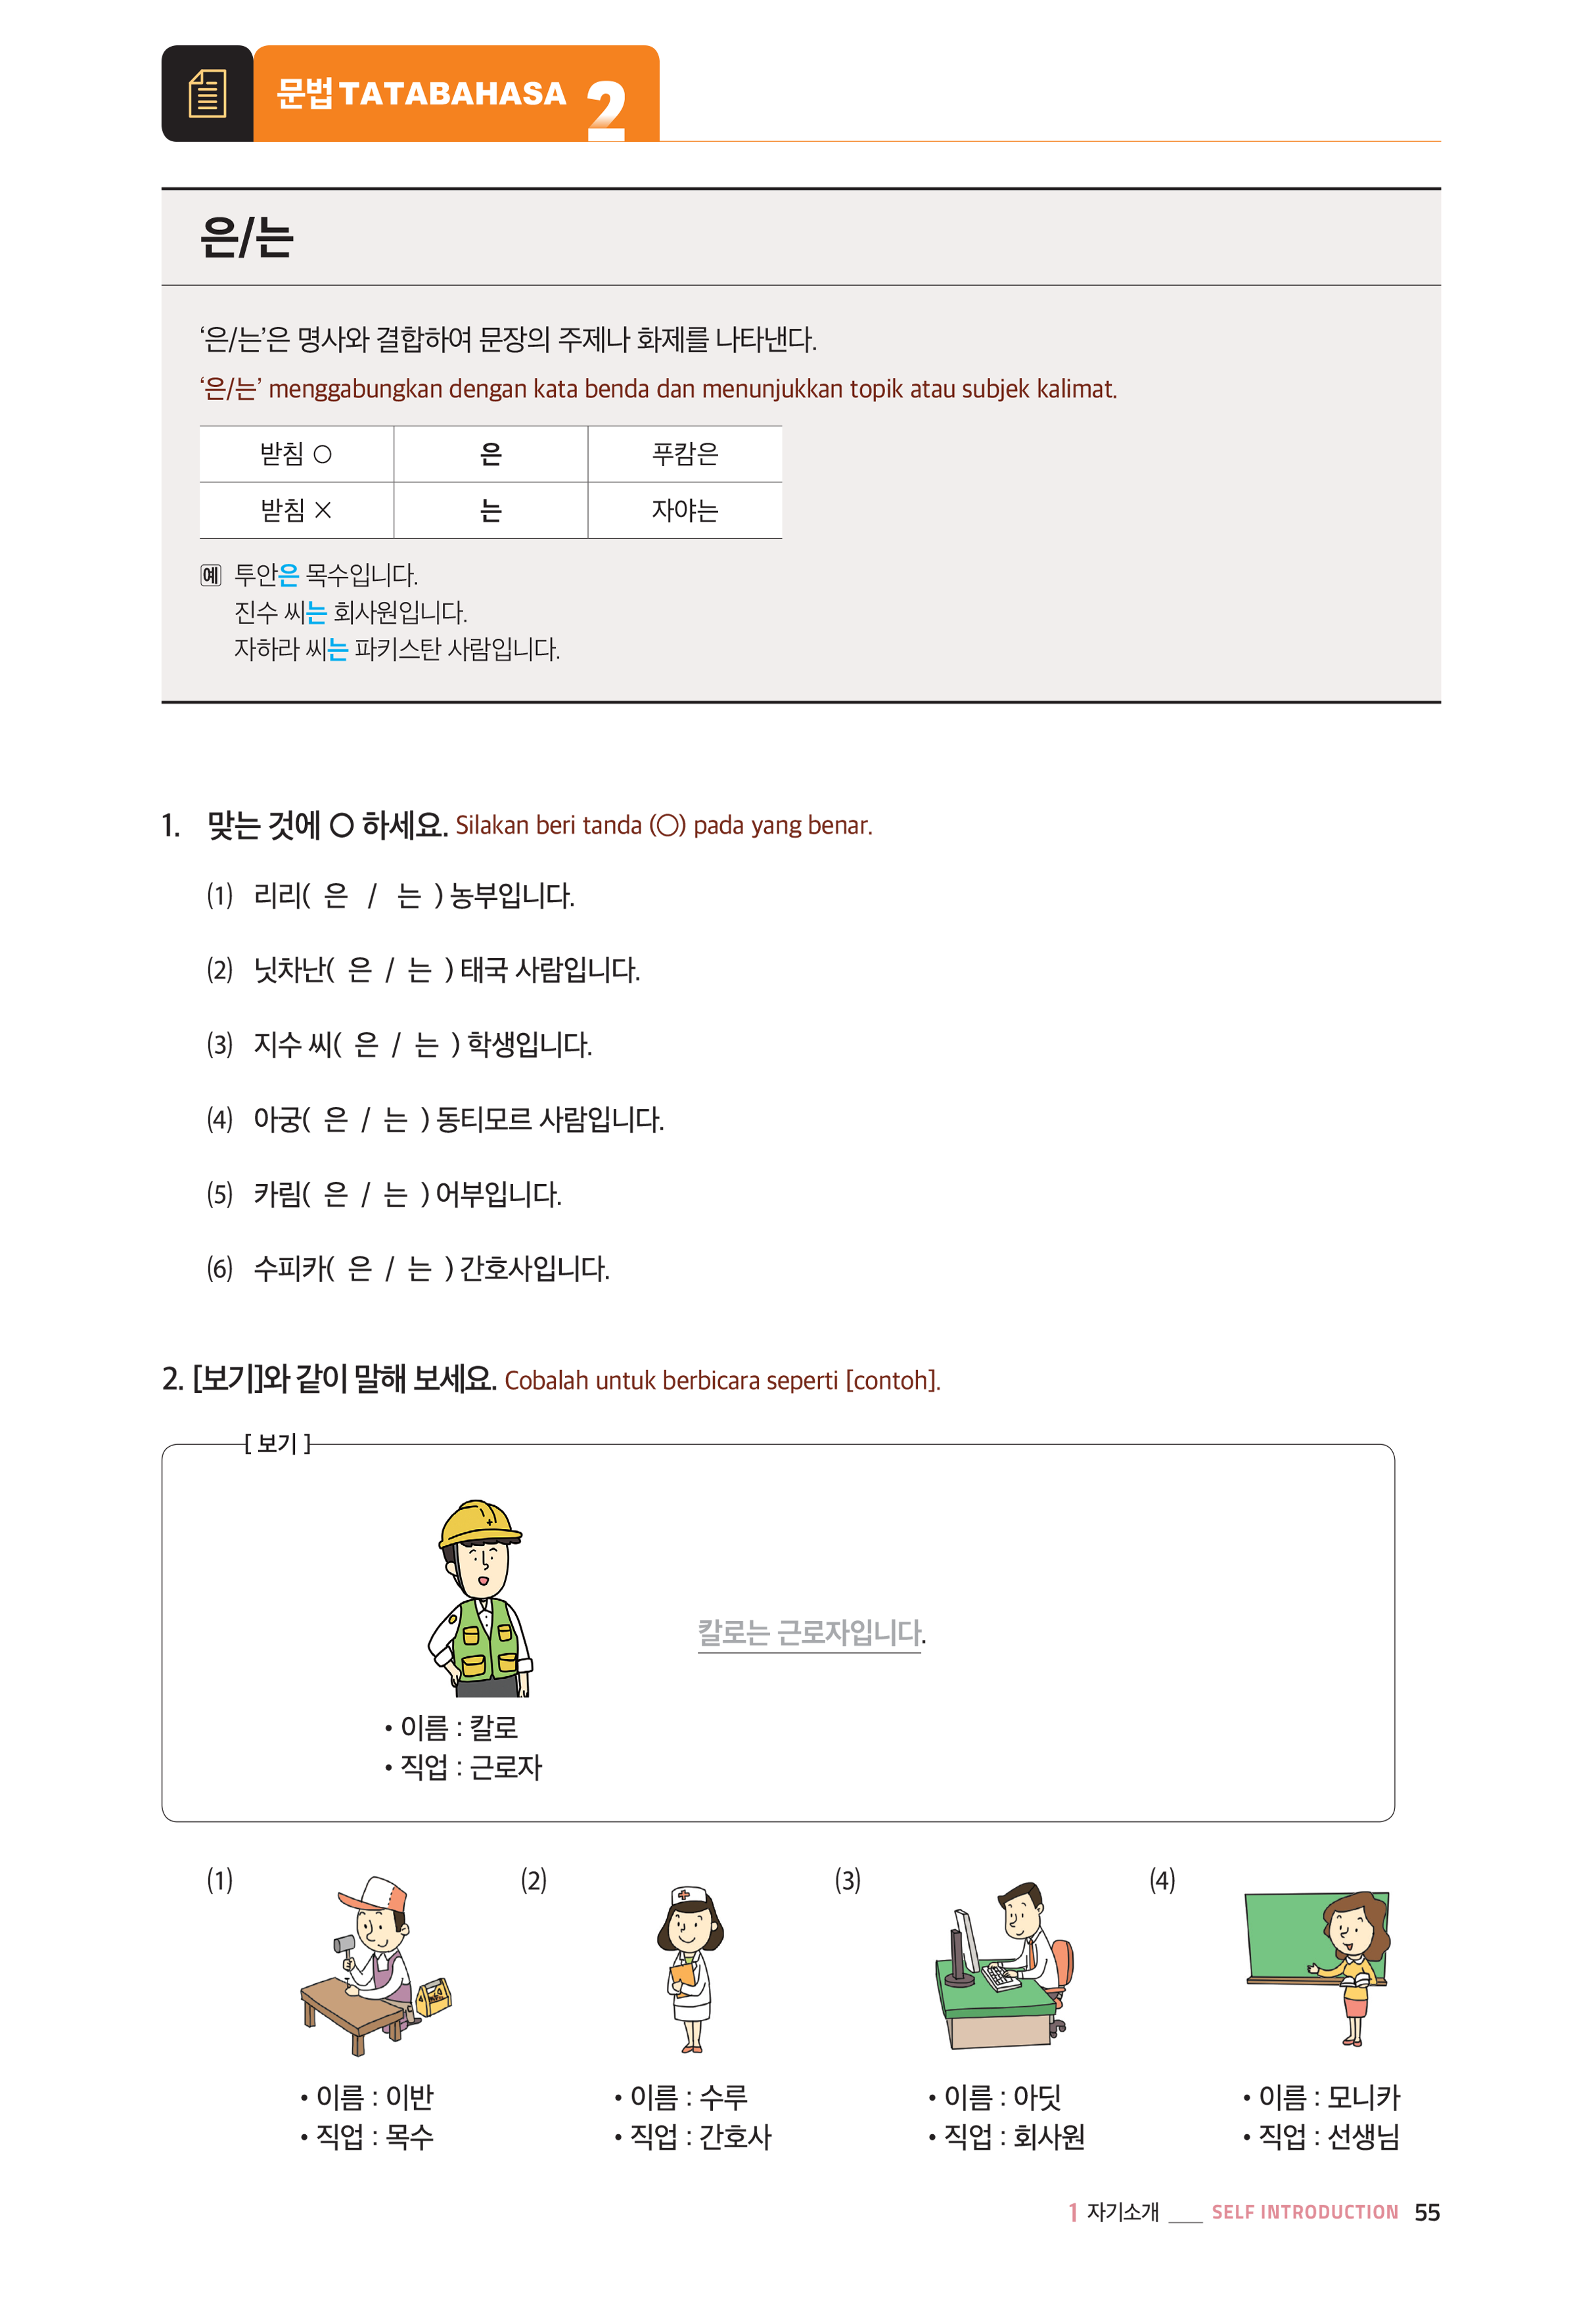 문법 TATABAHASA 2
은/는
‘은/는’은 명사와 결합하여 문장의 주제나 화제를 나타낸다.
‘은/는’ menggabungkan dengan kata benda dan menunjukkan topik atau subjek kalimat.
받침 ○ 은 푸캄은
받침 × 는 자야는
예 투안은 목수입니다.
진수 씨는 회사원입니다.
자하라 씨는 파키스탄 사람입니다.
1. 맞는 것에 ○ 하세요. Silakan beri tanda (○) pada yang benar.
(1) 리리( 은 / 는 ) 농부입니다.
(2) 닛차난( 은 / 는 ) 태국 사람입니다.
(3) 지수 씨( 은 / 는 ) 학생입니다.
(4) 아궁( 은 / 는 ) 동티모르 사람입니다.
(5) 카림( 은 / 는 ) 어부입니다.
(6) 수피카( 은 / 는 ) 간호사입니다.
2. [보기]와 같이 말해 보세요. Cobalah untuk berbicara seperti [contoh].
[ 보기 ]
칼로는 근로자입니다.
• 이름 : 칼로
• 직업 : 근로자
(1) (2) (3) (4)
• 이름 : 이반 • 이름 : 수루 • 이름 : 아딧 • 이름 : 모니카
• 직업 : 목수 • 직업 : 간호사 • 직업 : 회사원 • 직업 : 선생님
1 자기소개 ___ SELF INTRODUCTION 55